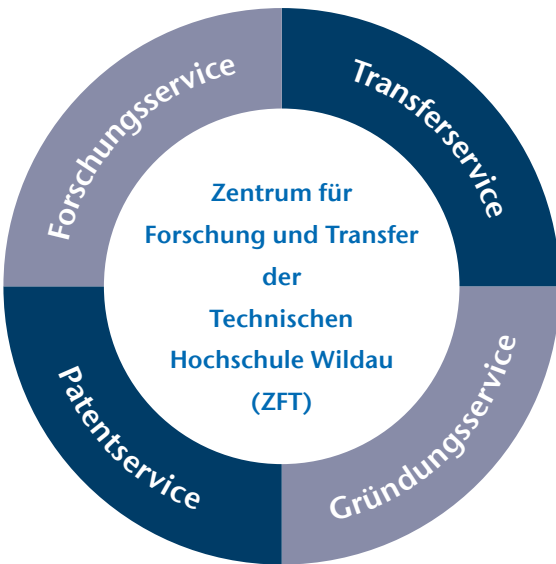 Forschungsservice
Transferservice
Zentrum für
Forschung und Transfer
der
Technischen
Hochschule Wildau
(ZFT)
Patentservice
Gründungsservice